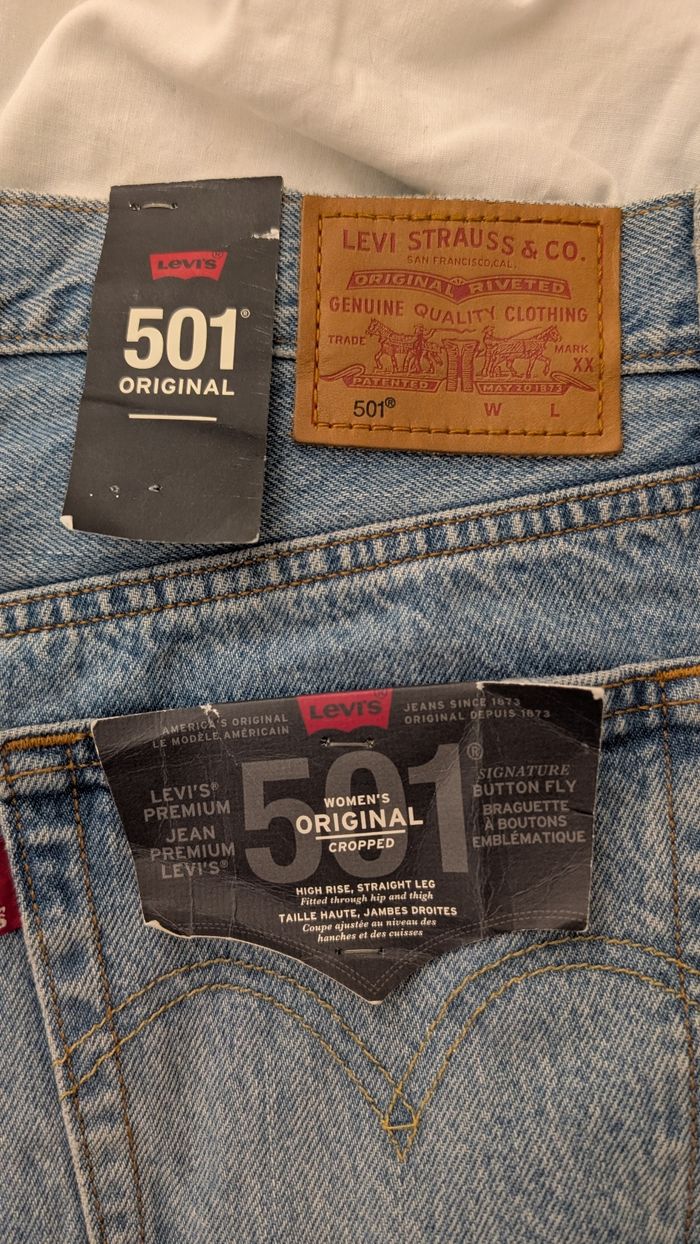 Levi's®
501®
ORIGINAL
LEVI STRAUSS & CO.
SAN FRANCISCO, CAL.
ORIGINAL RIVETED
GENUINE QUALITY CLOTHING
TRADE MARK
XX
PATENTED MAY 20 1873
501® W L
Levi's®
AMERICA'S ORIGINAL
LE MODÈLE AMÉRICAIN
JEANS SINCE 1873
ORIGINAL DEPUIS 1873
LEVI'S®
PREMIUM
JEAN
PREMIUM
LEVI'S®
501®
WOMEN'S
ORIGINAL
CROPPED
HIGH RISE, STRAIGHT LEG
Fitted through hip and thigh
TAILLE HAUTE, JAMBES DROITES
Coupe ajustée au niveau des
hanches et des cuisses
SIGNATURE
BUTTON FLY
BRAGUETTE
À BOUTONS
EMBLÉMATIQUE